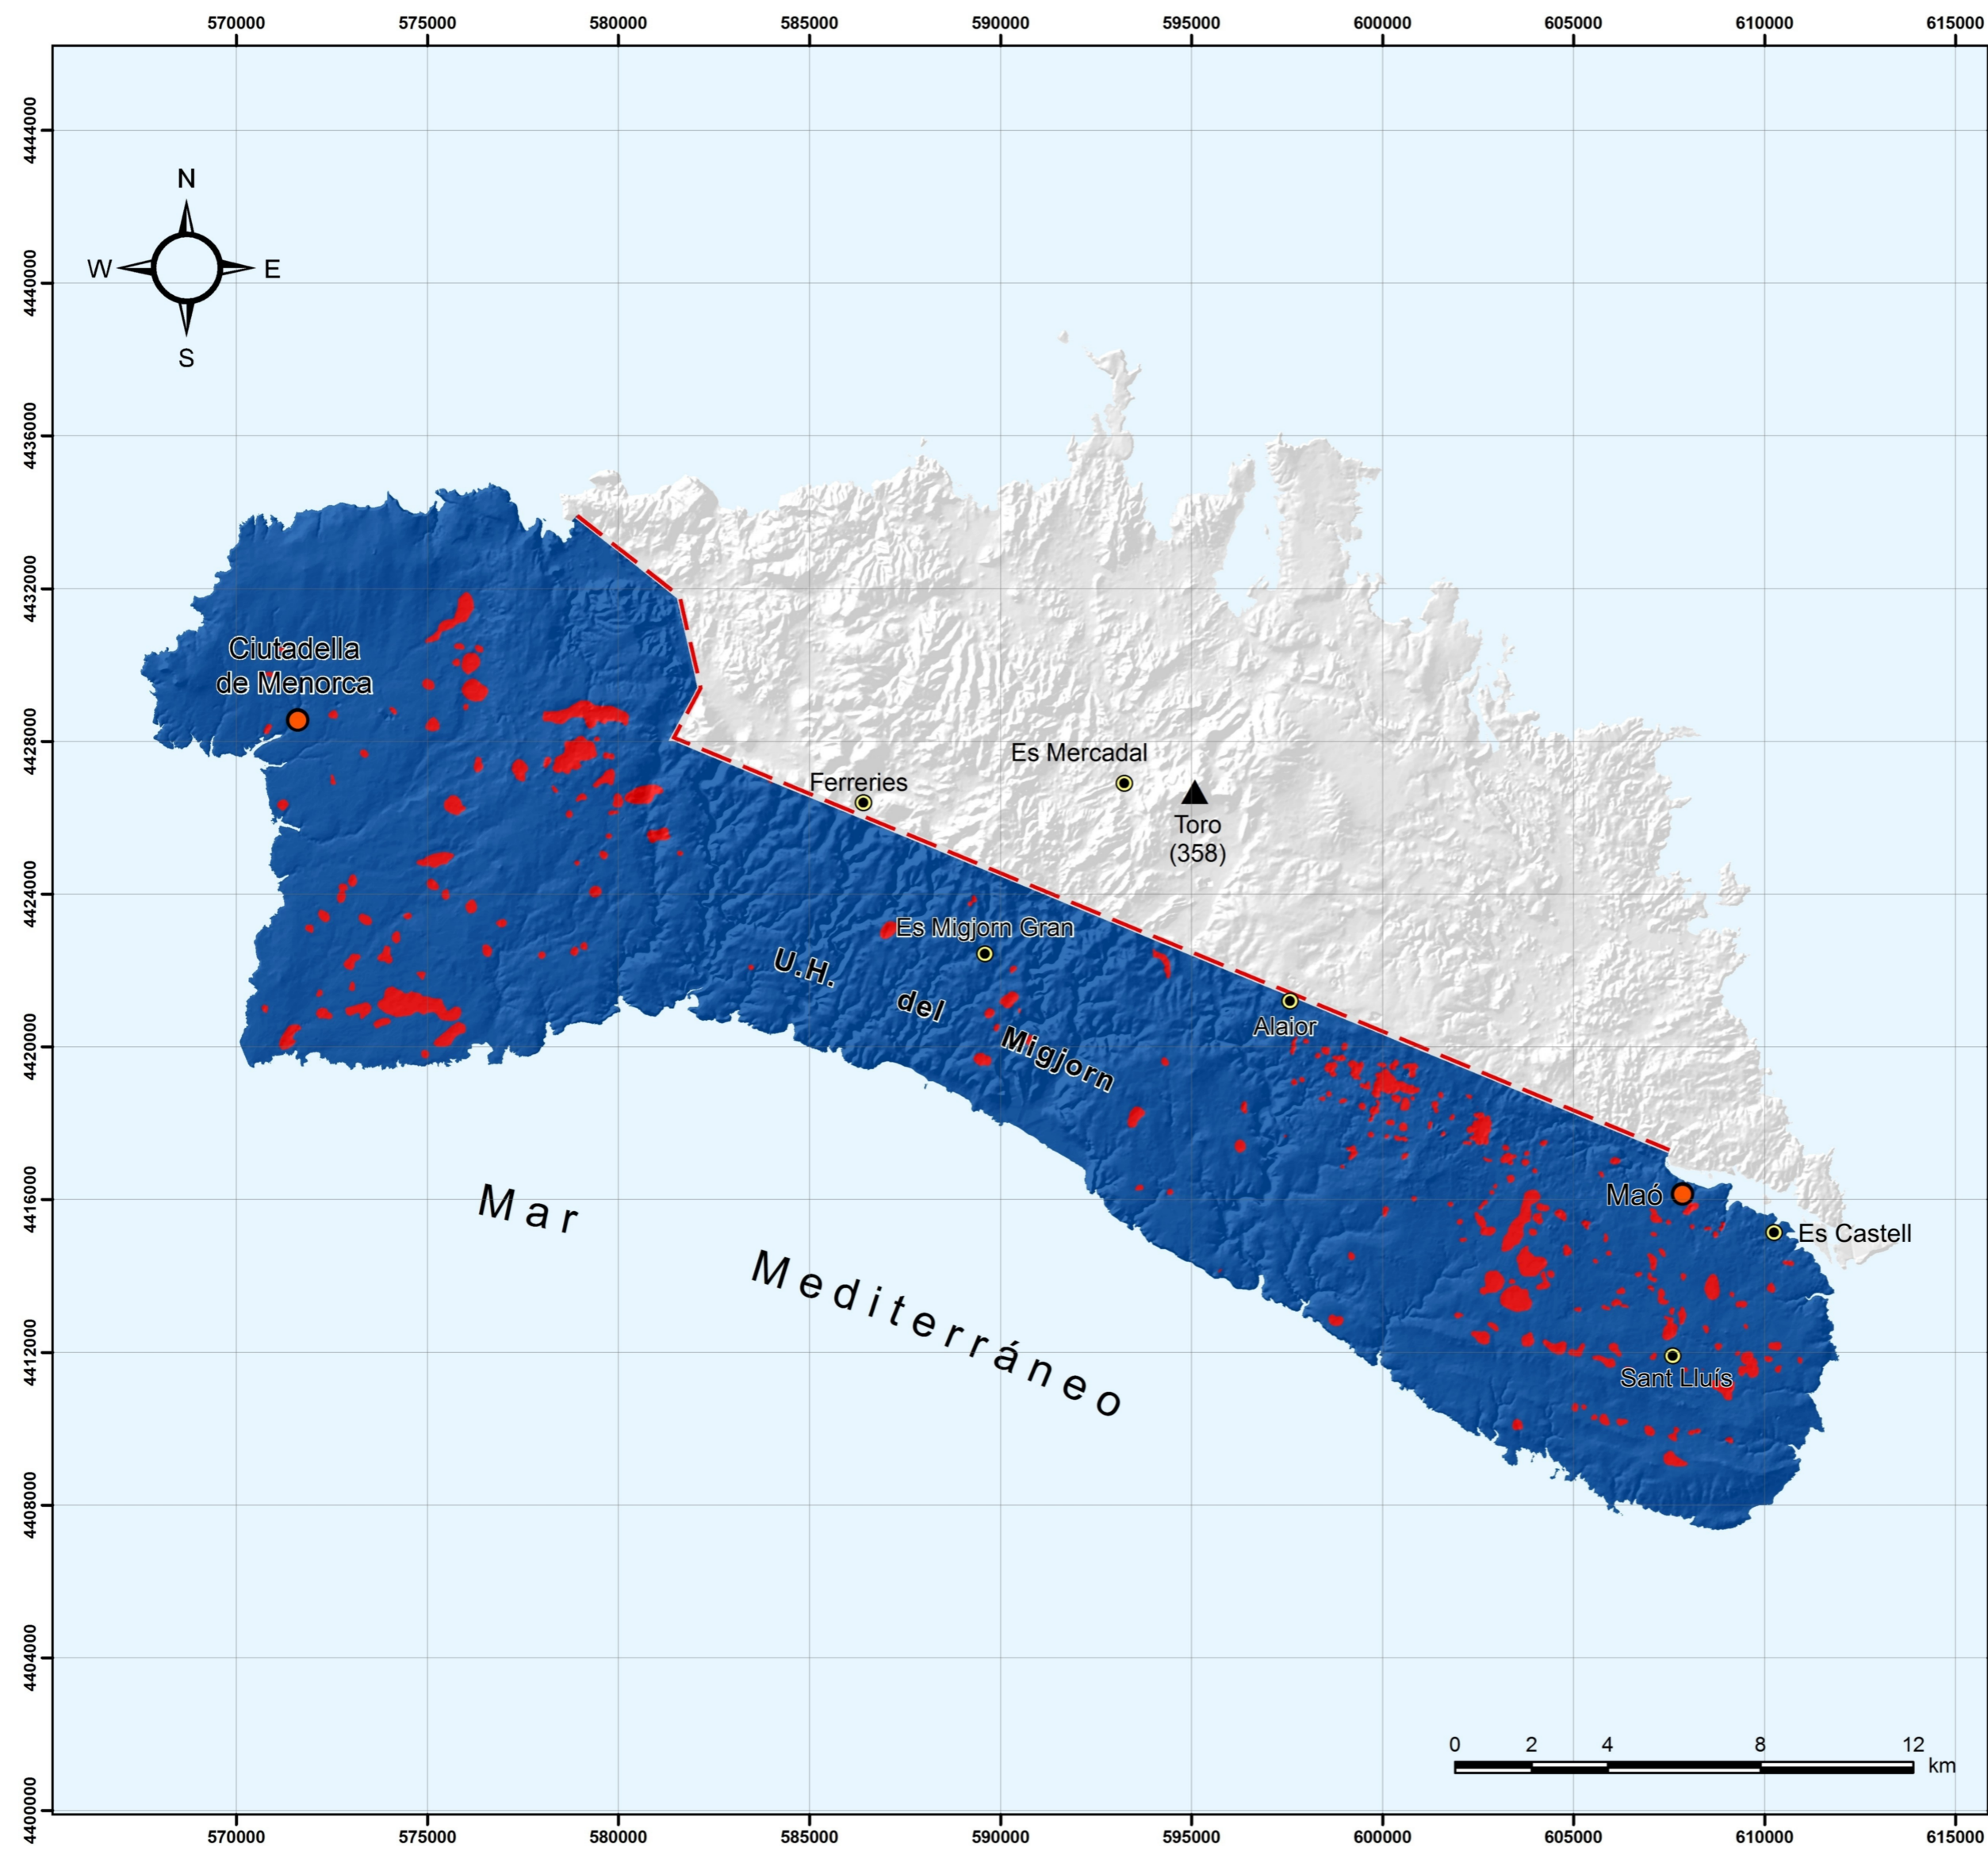 570000 575000 580000 585000 590000 595000 600000 605000 610000 615000
4444000
4440000
4436000
4432000
4428000
4424000
4420000
4416000
4412000
4408000
4404000
4400000
N
W E
S
Ciutadella
de Menorca
Es Mercadal
Ferreries
Toro
(358)
Es Migjorn Gran
U.H. del Migjorn
Alaior
Maó
Es Castell
Sant Lluís
Mar Mediterráneo
0 2 4 8 12
km
570000 575000 580000 585000 590000 595000 600000 605000 610000 615000